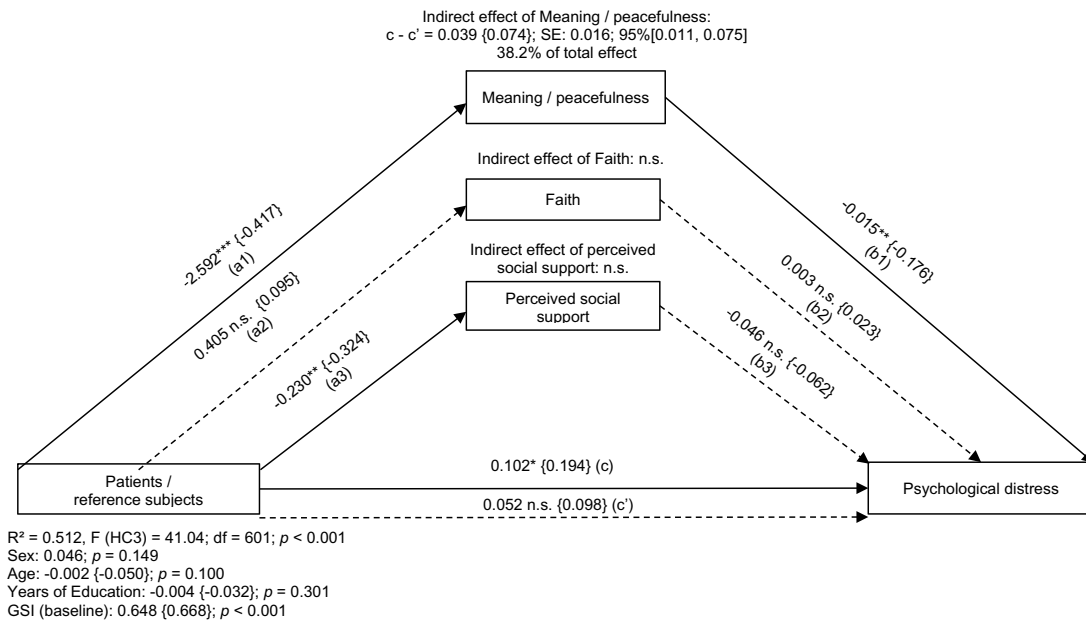 Indirect effect of Meaning / peacefulness:
c - c’ = 0.039 {0.074}; SE: 0.016; 95%[0.011, 0.075]
38.2% of total effect
Meaning / peacefulness
Indirect effect of Faith: n.s.
Faith
Indirect effect of perceived
social support: n.s.
Perceived social
support
-2.592*** {-0.417}
(a1)
0.405 n.s. {0.095}
(a2)
-0.230** {-0.324}
(a3)
-0.015** {-0.176}
(b1)
0.003 n.s. {0.023}
(b2)
-0.046 n.s. {-0.062}
(b3)
Patients /
reference subjects
0.102* {0.194} (c)
0.052 n.s. {0.098} (c’)
Psychological distress
R² = 0.512, F (HC3) = 41.04; df = 601; p < 0.001
Sex: 0.046; p = 0.149
Age: -0.002 {-0.050}; p = 0.100
Years of Education: -0.004 {-0.032}; p = 0.301
GSI (baseline): 0.648 {0.668}; p < 0.001